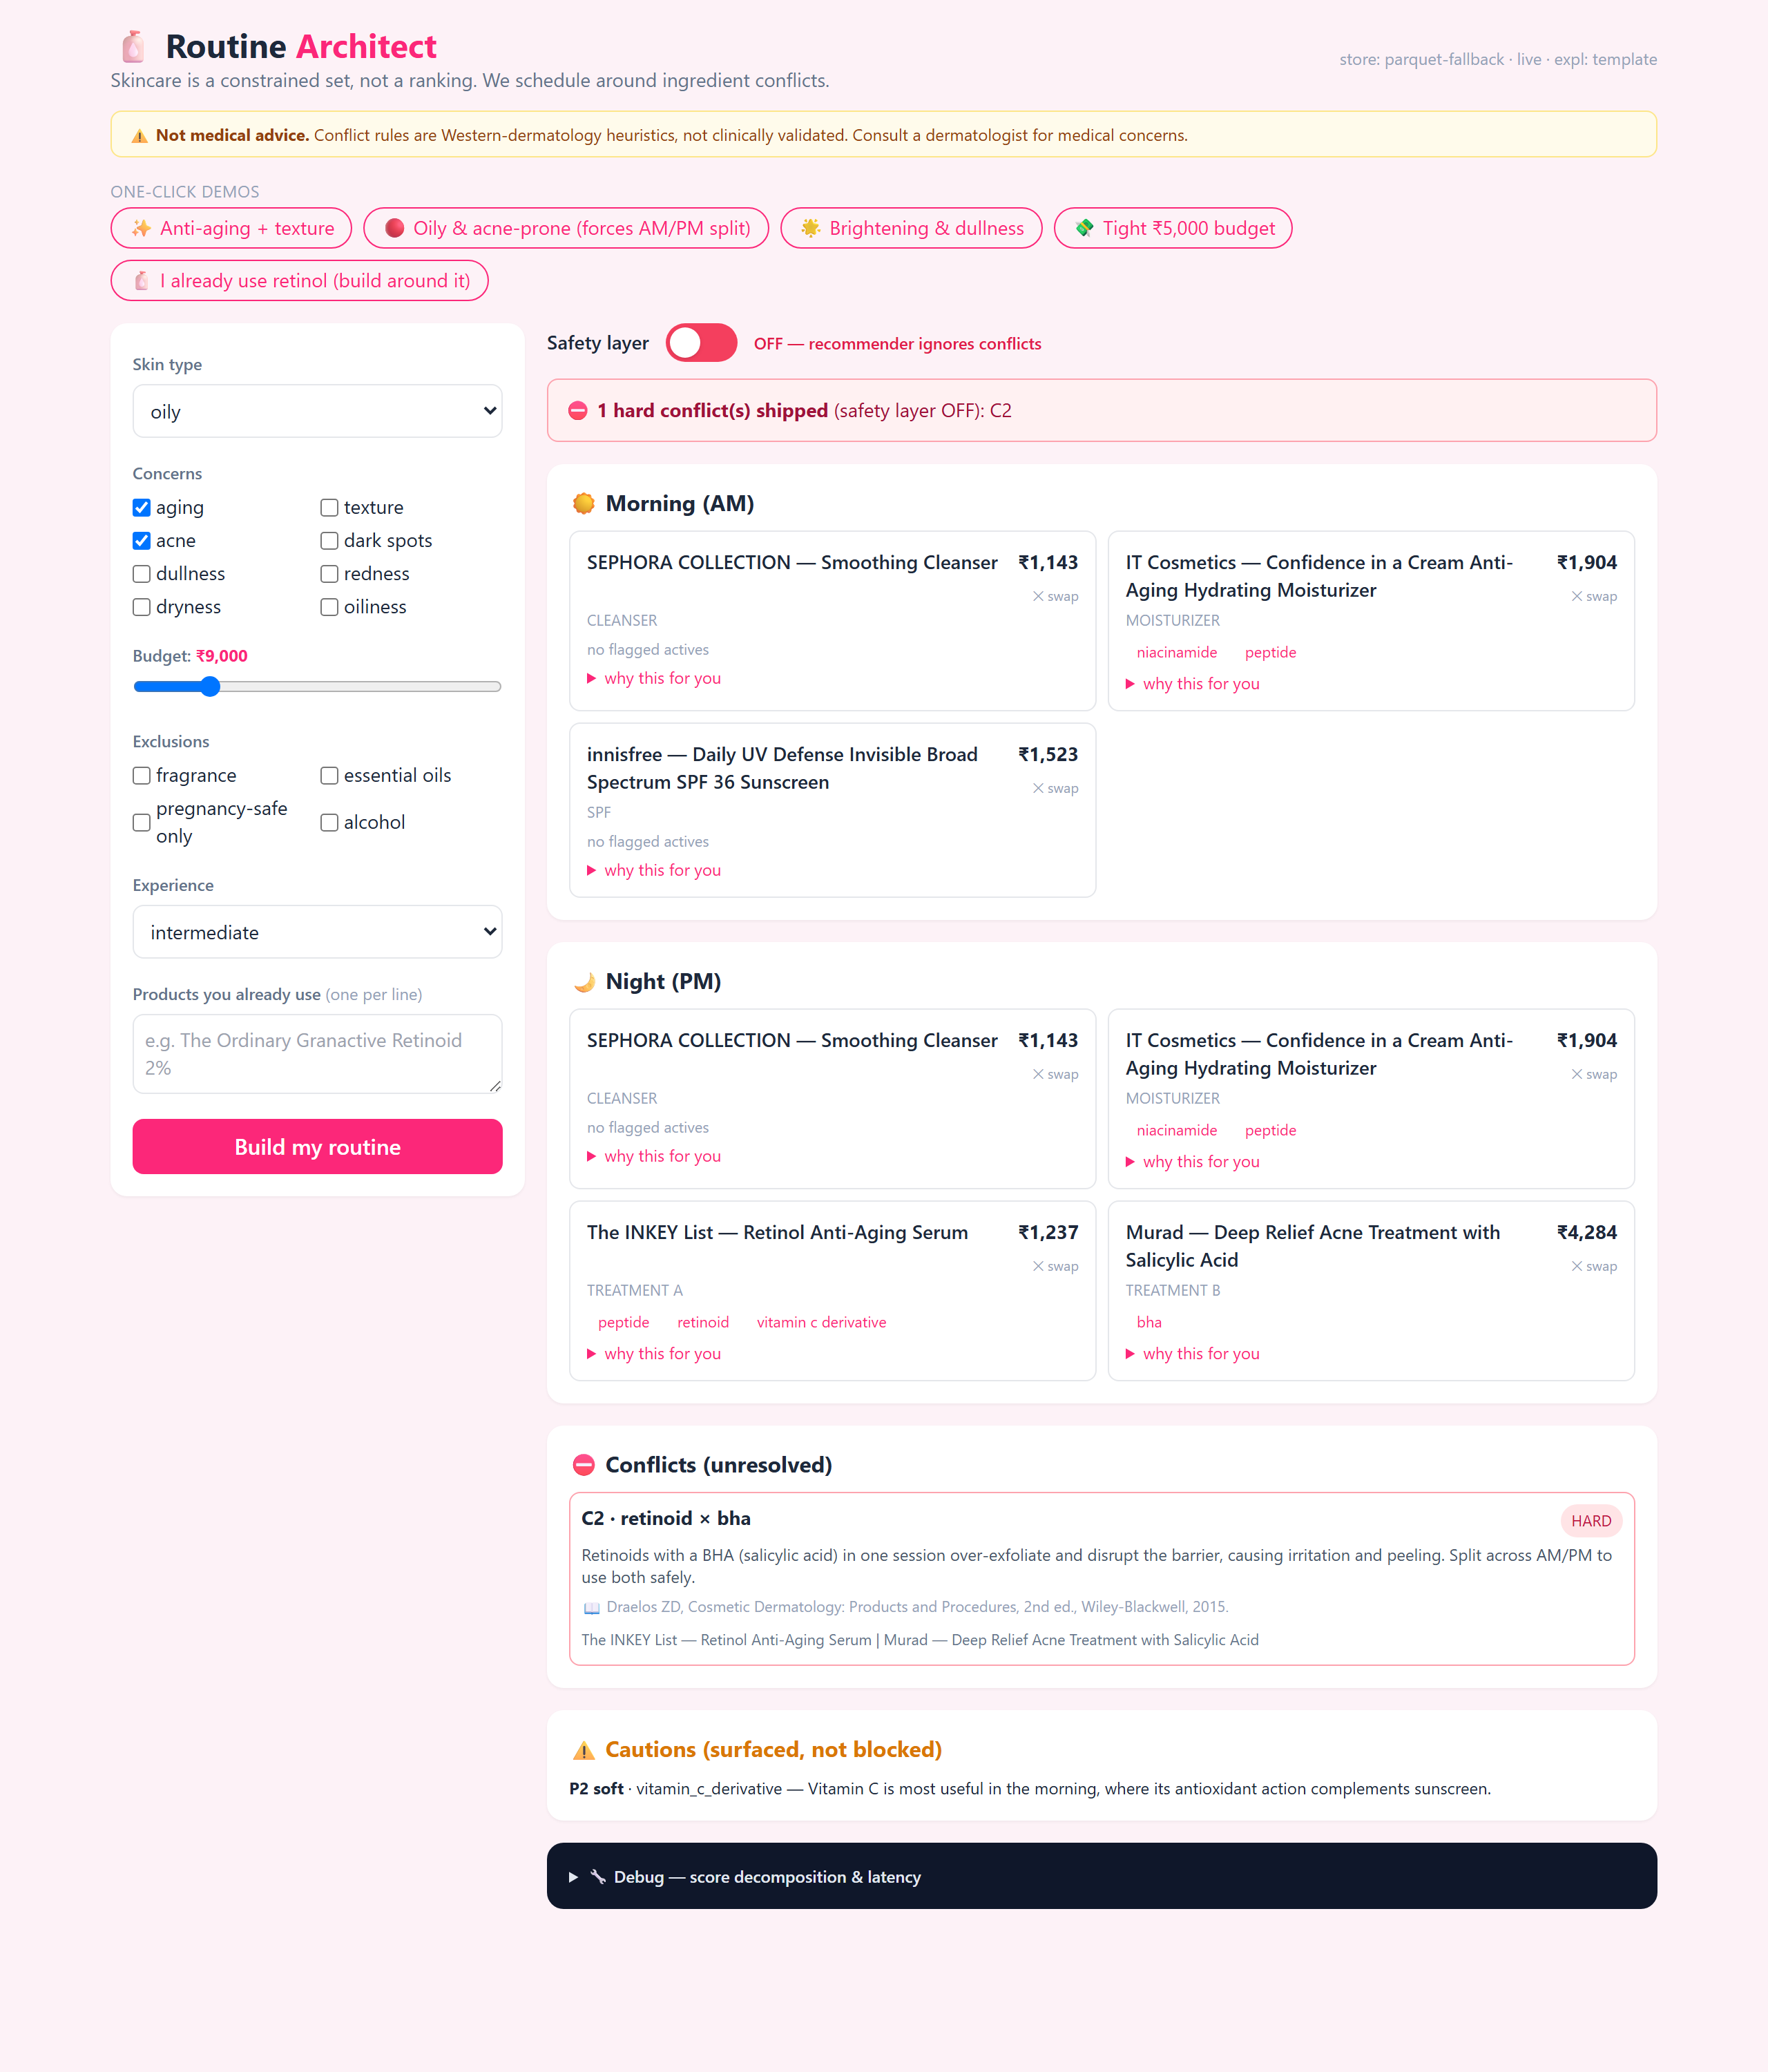 Routine Architect
Skincare is a constrained set, not a ranking. We schedule around ingredient conflicts.
store: parquet-fallback · live · expl: template
⚠️ Not medical advice. Conflict rules are Western-dermatology heuristics, not clinically validated. Consult a dermatologist for medical concerns.
ONE-CLICK DEMOS
✨ Anti-aging + texture
🔴 Oily & acne-prone (forces AM/PM split)
🌟 Brightening & dullness
💸 Tight ₹5,000 budget
🧴 I already use retinol (build around it)
Skin type
oily
Concerns
aging
texture
acne
dark spots
dullness
redness
dryness
oiliness
Budget: ₹9,000
Exclusions
fragrance
essential oils
pregnancy-safe
only
alcohol
Experience
intermediate
Products you already use (one per line)
e.g. The Ordinary Granactive Retinoid
2%
Build my routine
Safety layer
OFF — recommender ignores conflicts
⛔ 1 hard conflict(s) shipped (safety layer OFF): C2
Morning (AM)
SEPHORA COLLECTION — Smoothing Cleanser
₹1,143
✕ swap
CLEANSER
no flagged actives
▶ why this for you
IT Cosmetics — Confidence in a Cream Anti-
Aging Hydrating Moisturizer
₹1,904
✕ swap
MOISTURIZER
niacinamide peptide
▶ why this for you
innisfree — Daily UV Defense Invisible Broad
Spectrum SPF 36 Sunscreen
₹1,523
✕ swap
SPF
no flagged actives
▶ why this for you
Night (PM)
SEPHORA COLLECTION — Smoothing Cleanser
₹1,143
✕ swap
CLEANSER
no flagged actives
▶ why this for you
IT Cosmetics — Confidence in a Cream Anti-
Aging Hydrating Moisturizer
₹1,904
✕ swap
MOISTURIZER
niacinamide peptide
▶ why this for you
The INKEY List — Retinol Anti-Aging Serum
₹1,237
✕ swap
TREATMENT A
peptide retinoid vitamin c derivative
▶ why this for you
Murad — Deep Relief Acne Treatment with
Salicylic Acid
₹4,284
✕ swap
TREATMENT B
bha
▶ why this for you
⛔ Conflicts (unresolved)
C2 · retinoid × bha
HARD
Retinoids with a BHA (salicylic acid) in one session over-exfoliate and disrupt the barrier, causing irritation and peeling. Split across AM/PM to
use both safely.
📖 Draelos ZD, Cosmetic Dermatology: Products and Procedures, 2nd ed., Wiley-Blackwell, 2015.
The INKEY List — Retinol Anti-Aging Serum | Murad — Deep Relief Acne Treatment with Salicylic Acid
⚠️ Cautions (surfaced, not blocked)
P2 soft · vitamin_c_derivative — Vitamin C is most useful in the morning, where its antioxidant action complements sunscreen.
▶ 🔧 Debug — score decomposition & latency